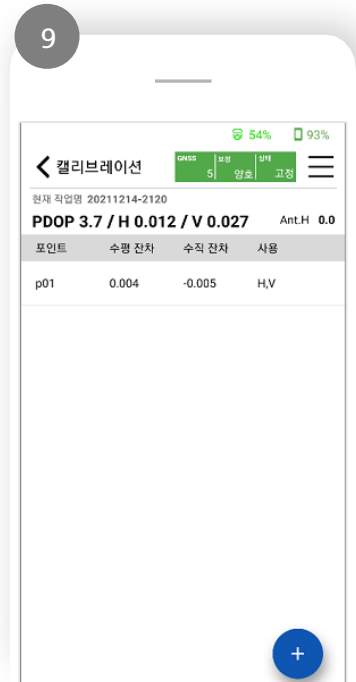 9
54% 93%
캘리브레이션 GNSS 5 보정 양호 상태 고정
현재 작업명 20211214-2120
PDOP 3.7 / H 0.012 / V 0.027 Ant.H 0.0
포인트 수평 잔차 수직 잔차 사용
p01 0.004 -0.005 H,V
+